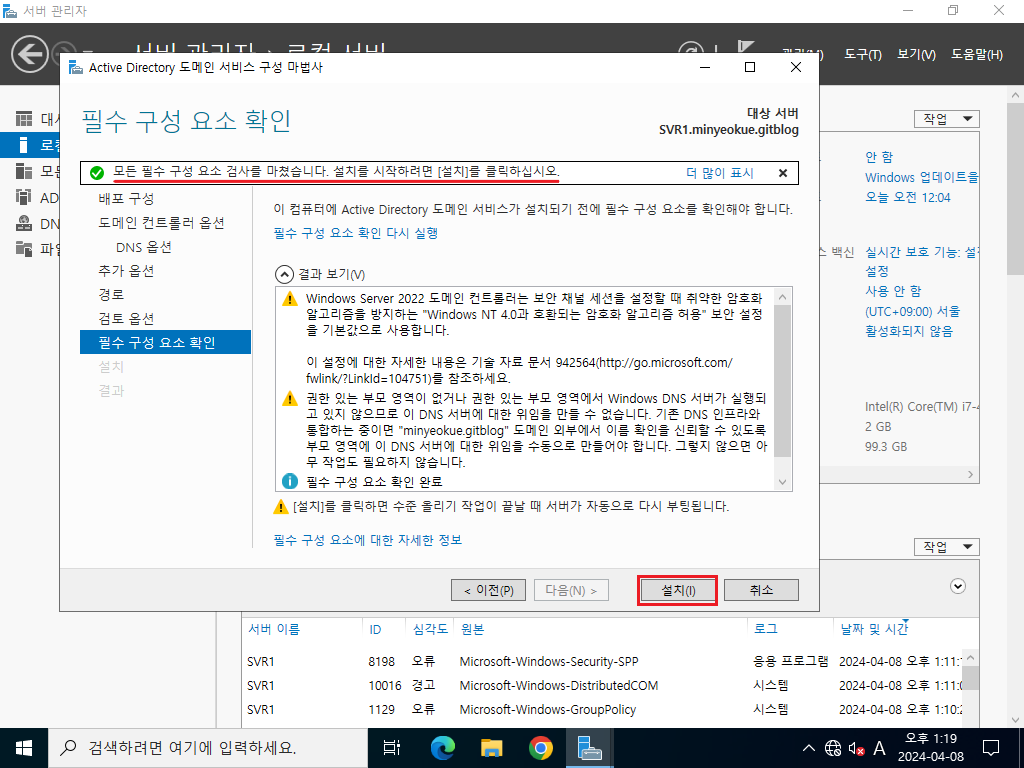 서버 관리자
서버 관리자 › 로컬 서버
관리(M)
도구(T)
보기(V)
도움말(H)
Active Directory 도메인 서비스 구성 마법사
필수 구성 요소 확인
대상 서버
SVR1.minyeokue.gitblog
모든 필수 구성 요소 검사를 마쳤습니다. 설치를 시작하려면 [설치]를 클릭하십시오.
더 많이 표시
배포 구성
도메인 컨트롤러 옵션
DNS 옵션
추가 옵션
경로
검토 옵션
필수 구성 요소 확인
설치
결과
이 컴퓨터에 Active Directory 도메인 서비스가 설치되기 전에 필수 구성 요소를 확인해야 합니다.
필수 구성 요소 확인 다시 실행
결과 보기(V)
Windows Server 2022 도메인 컨트롤러는 보안 채널 세션을 설정할 때 취약한 암호화
알고리즘을 방지하는 "Windows NT 4.0과 호환되는 암호화 알고리즘 허용" 보안 설정
을 기본값으로 사용합니다.
이 설정에 대한 자세한 내용은 기술 자료 문서 942564(http://go.microsoft.com/
fwlink/?LinkId=104751)를 참조하세요.
권한 있는 부모 영역이 없거나 권한 있는 부모 영역에서 Windows DNS 서버가 실행되
고 있지 않으므로 이 DNS 서버에 대한 위임을 만들 수 없습니다. 기존 DNS 인프라와
통합하는 중이면 "minyeokue.gitblog" 도메인 외부에서 이름 확인을 신뢰할 수 있도록
부모 영역에 이 DNS 서버에 대한 위임을 수동으로 만들어야 합니다. 그렇지 않으면 아
무 작업도 필요하지 않습니다.
필수 구성 요소 확인 완료
[설치]를 클릭하면 수준 올리기 작업이 끝날 때 서버가 자동으로 다시 부팅됩니다.
필수 구성 요소에 대한 자세한 정보
< 이전(P)
다음(N) >
설치(I)
취소
대시
로컬
모든
AD
DN
파일
작업
안 함
Windows 업데이트을
오늘 오전 12:04
스 백신
실시간 보호 기능: 설정
설정
사용 안 함
(UTC+09:00) 서울
활성화되지 않음
Intel(R) Core(TM) i7-4
2 GB
99.3 GB
작업
서버 이름 ID 심각도 원본 로그 날짜 및 시간
SVR1 8198 오류 Microsoft-Windows-Security-SPP 응용 프로그램 2024-04-08 오후 1:11:1
SVR1 10016 경고 Microsoft-Windows-DistributedCOM 시스템 2024-04-08 오후 1:11:0
SVR1 1129 오류 Microsoft-Windows-GroupPolicy 시스템 2024-04-08 오후 1:10:2
검색하려면 여기에 입력하세요.
A
오후 1:19
2024-04-08